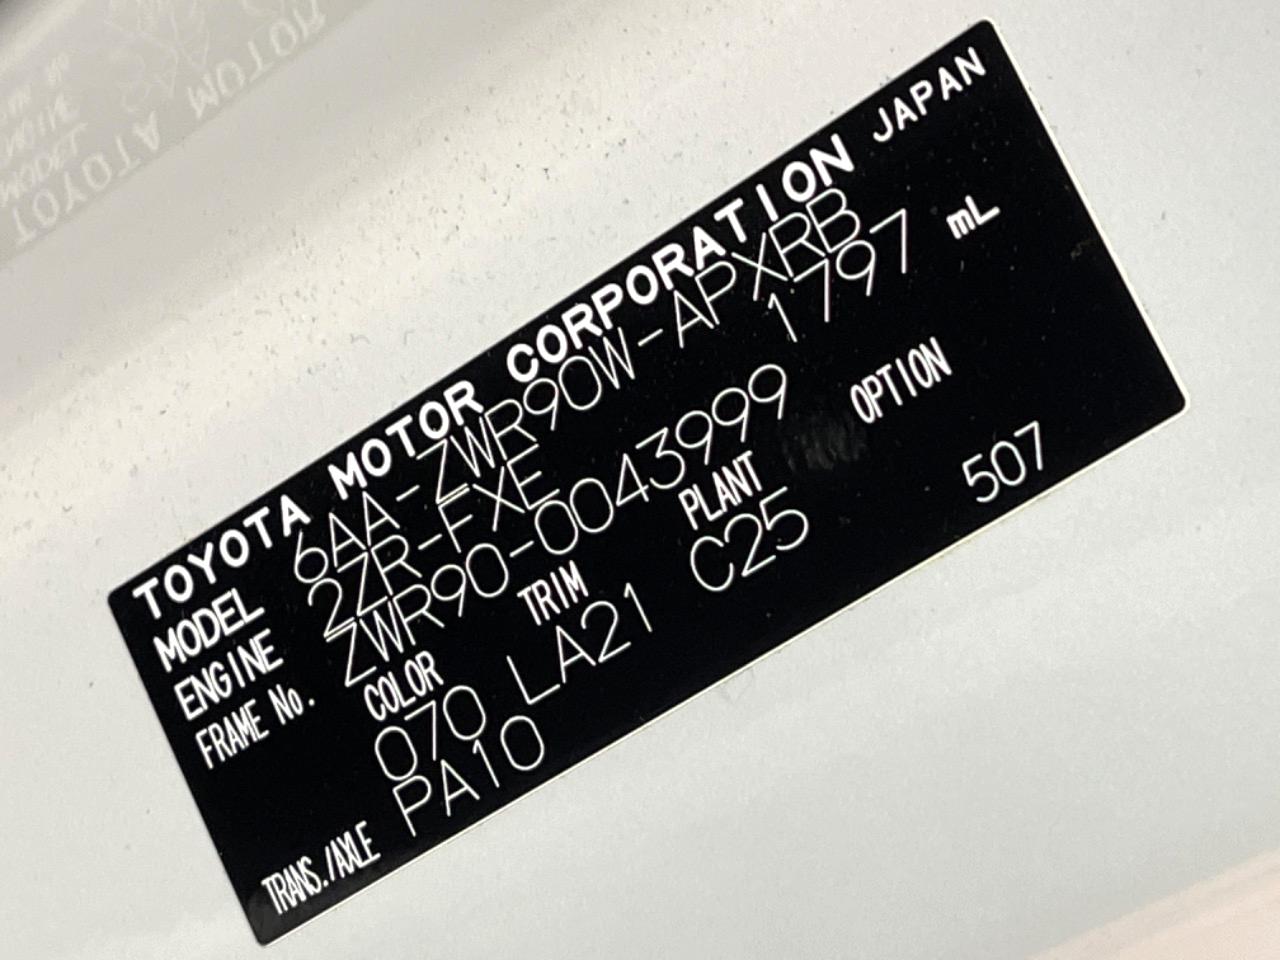 TOYOTA MOTOR CORPORATION JAPAN
MODEL 6AA-ZWR90W-APXRB
ENGINE 2ZR-FXE 1797 mL
FRAME No. ZWR90-0043999
COLOR TRIM PLANT OPTION
070 LA21 C25 507
TRANS./AXLE PA10